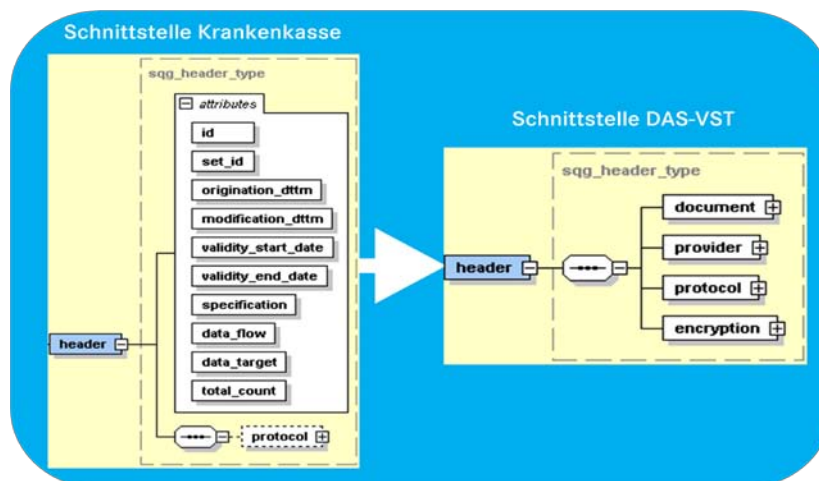 Schnittstelle Krankenkasse
sqg_header_type
attributes
id
set_id
origination_dttm
modification_dttm
validity_start_date
validity_end_date
specification
data_flow
data_target
total_count
header
protocol
Schnittstelle DAS-VST
sqg_header_type
document
provider
header
protocol
encryption